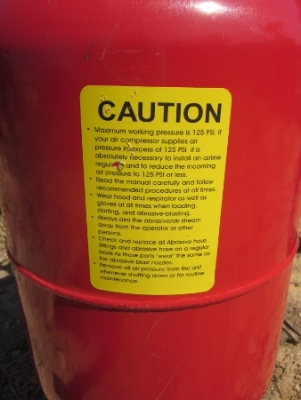 CAUTION
• Maximum working pressure is 125 PSI. if
your air compressor supplies air
pressure in excess of 125 PSI it is
absolutely necessary to install an airline
regulator and to reduce the incoming
air pressure to 125 PSI or less.
• Read the manual carefully and follow
recommended procedures at all times.
• Wear hood and respirator as well as
gloves at all times when loading,
starting, and abrasive-blasting.
• Always aim the abrasive/air stream
away from the operator or other
persons.
• Check and replace all Abrasive hose
fittings and abrasive hose on a regular
basis As those parts "wear" the same as
the abrasive blast nozzles.
• Remove all air pressure from the unit
whenever shutting down or for routine
maintenance.